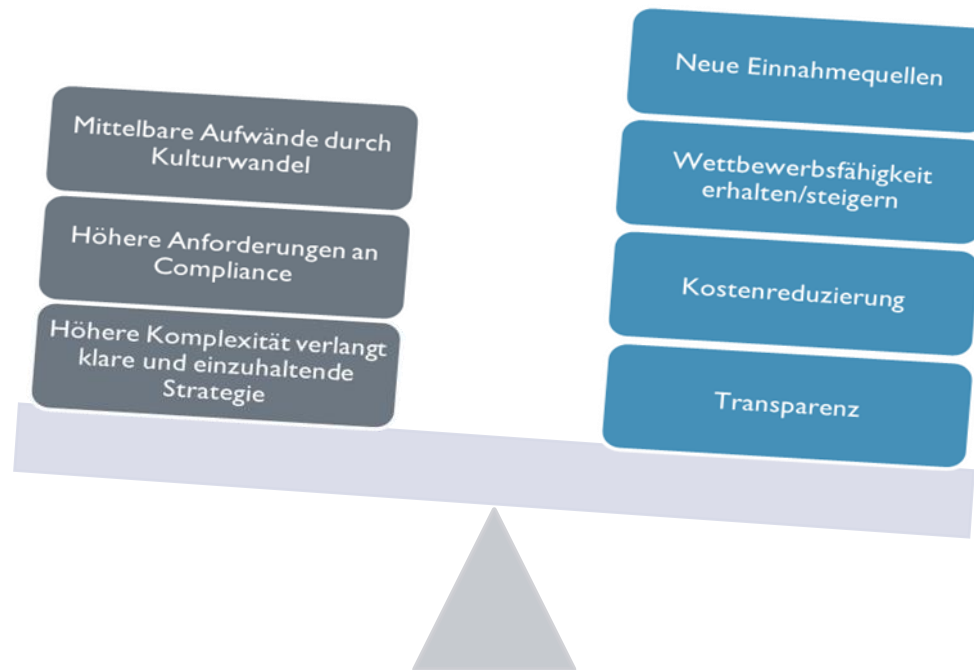 Mittelbare Aufwände durch
Kulturwandel
Höhere Anforderungen an
Compliance
Höhere Komplexität verlangt
klare und einzuhaltende
Strategie
Neue Einnahmequellen
Wettbewerbsfähigkeit
erhalten/steigern
Kostenreduzierung
Transparenz